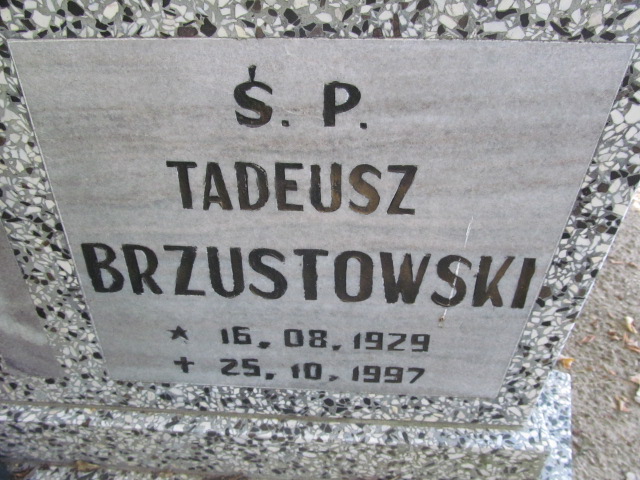 Ś. P.
TADEUSZ
BRZUSTOWSKI
* 16. 08. 1929
+ 25. 10. 1997